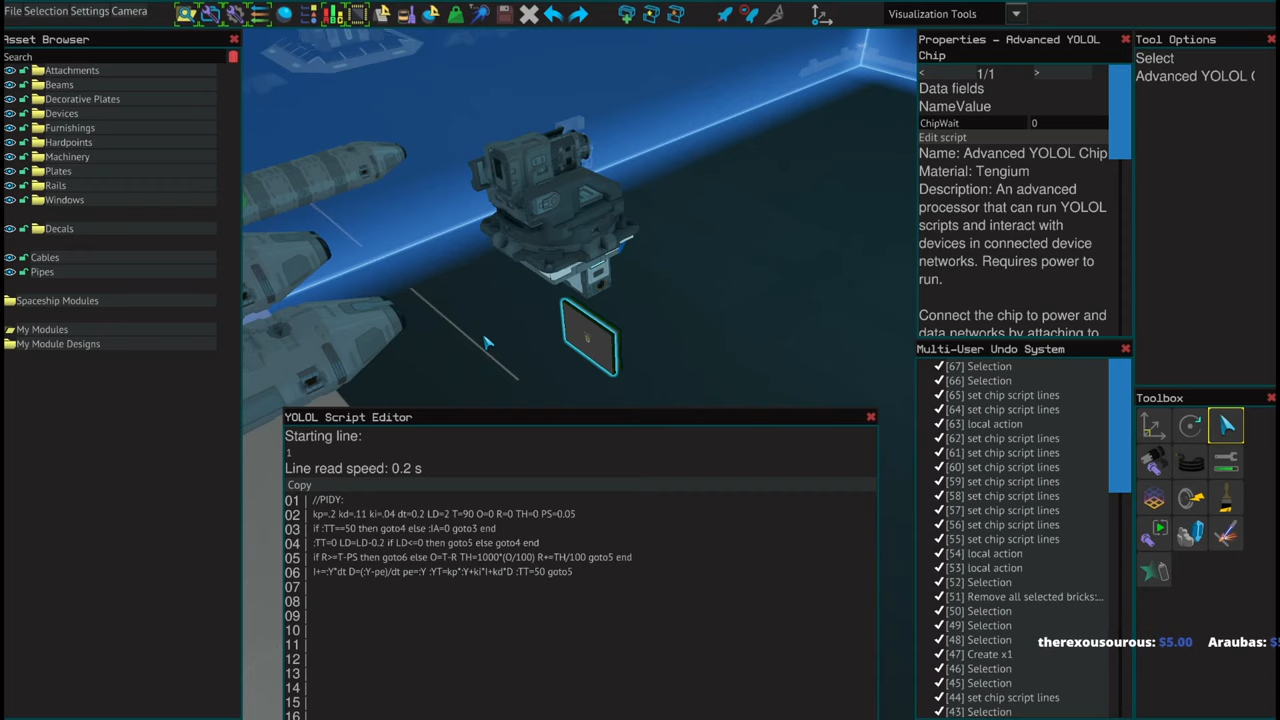 File Selection Settings Camera
Visualization Tools
Asset Browser
Search
Attachments
Beams
Decorative Plates
Devices
Furnishings
Hardpoints
Machinery
Plates
Rails
Windows
Decals
Cables
Pipes
Spaceship Modules
My Modules
My Module Designs
YOLOL Script Editor
Starting line:
1
Line read speed: 0.2 s
Copy
01 //PIDY:
02 kp=.2 kd=.11 ki=.04 dt=0.2 LD=2 T=90 O=0 R=0 TH=0 PS=0.05
03 if :TT==50 then goto4 else :IA=0 goto3 end
04 :TT=0 LD=LD-0.2 if LD<=0 then goto5 else goto4 end
05 if R>=T-PS then goto6 else O=T-R TH=1000*(O/100) R+=TH/100 goto5 end
06 I+=:Y*dt D=(:Y-pe)/dt pe=:Y :YT=kp*:Y+ki*I+kd*D :TT=50 goto5
07
08
09
10
11
12
13
14
15
16
Properties - Advanced YOLOL
Chip
< 1/1 >
Data fields
NameValue
ChipWait 0
Edit script
Name: Advanced YOLOL Chip
Material: Tengium
Description: An advanced
processor that can run YOLOL
scripts and interact with
devices in connected device
networks. Requires power to
run.
Connect the chip to power and
data networks by attaching to
Multi-User Undo System
[67] Selection
[66] Selection
[65] set chip script lines
[64] set chip script lines
[63] local action
[62] set chip script lines
[61] set chip script lines
[60] set chip script lines
[59] set chip script lines
[58] set chip script lines
[57] set chip script lines
[56] set chip script lines
[55] set chip script lines
[54] local action
[53] local action
[52] Selection
[51] Remove all selected bricks:...
[50] Selection
[49] Selection
[48] Selection
[47] Create x1
[46] Selection
[45] Selection
[44] set chip script lines
[43] Selection
Tool Options
Select
Advanced YOLOL
Toolbox
therexousourous: $5.00 Araubas: